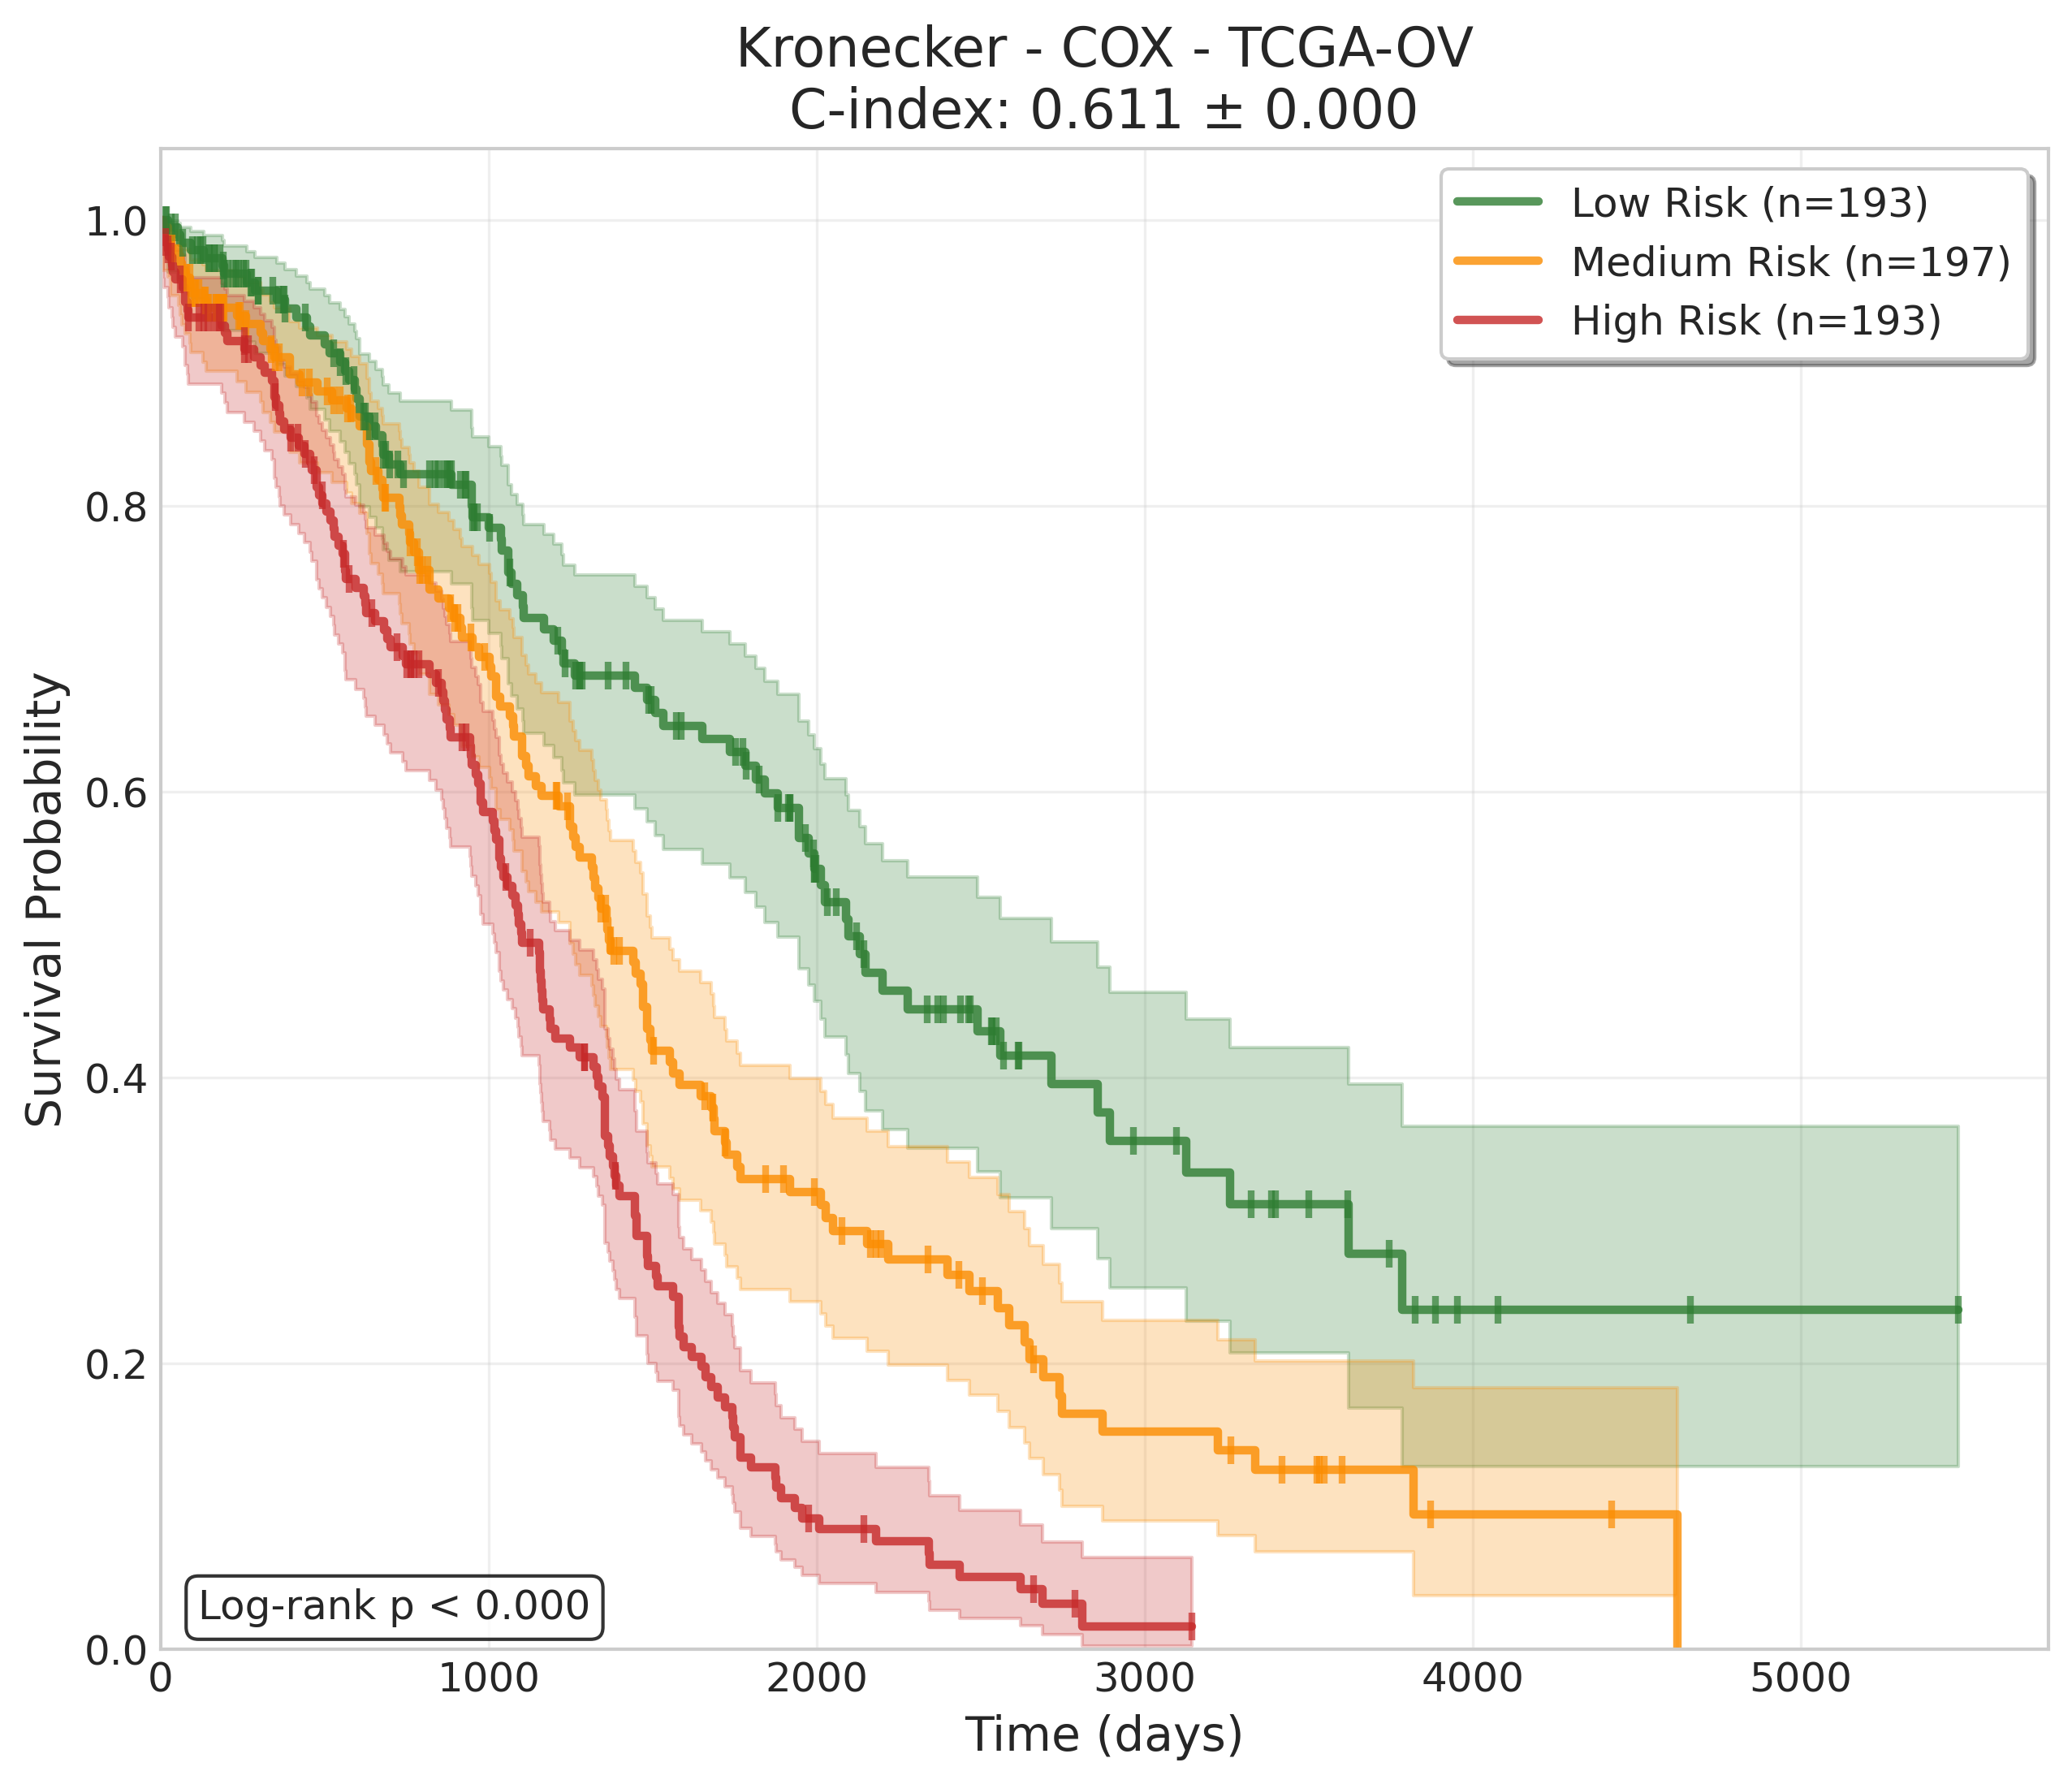 Kronecker - COX - TCGA-OV
C-index: 0.611 ± 0.000
Low Risk (n=193)
Medium Risk (n=197)
High Risk (n=193)
Survival Probability
1.0
0.8
0.6
0.4
0.2
0.0
Log-rank p < 0.000
0 1000 2000 3000 4000 5000
Time (days)